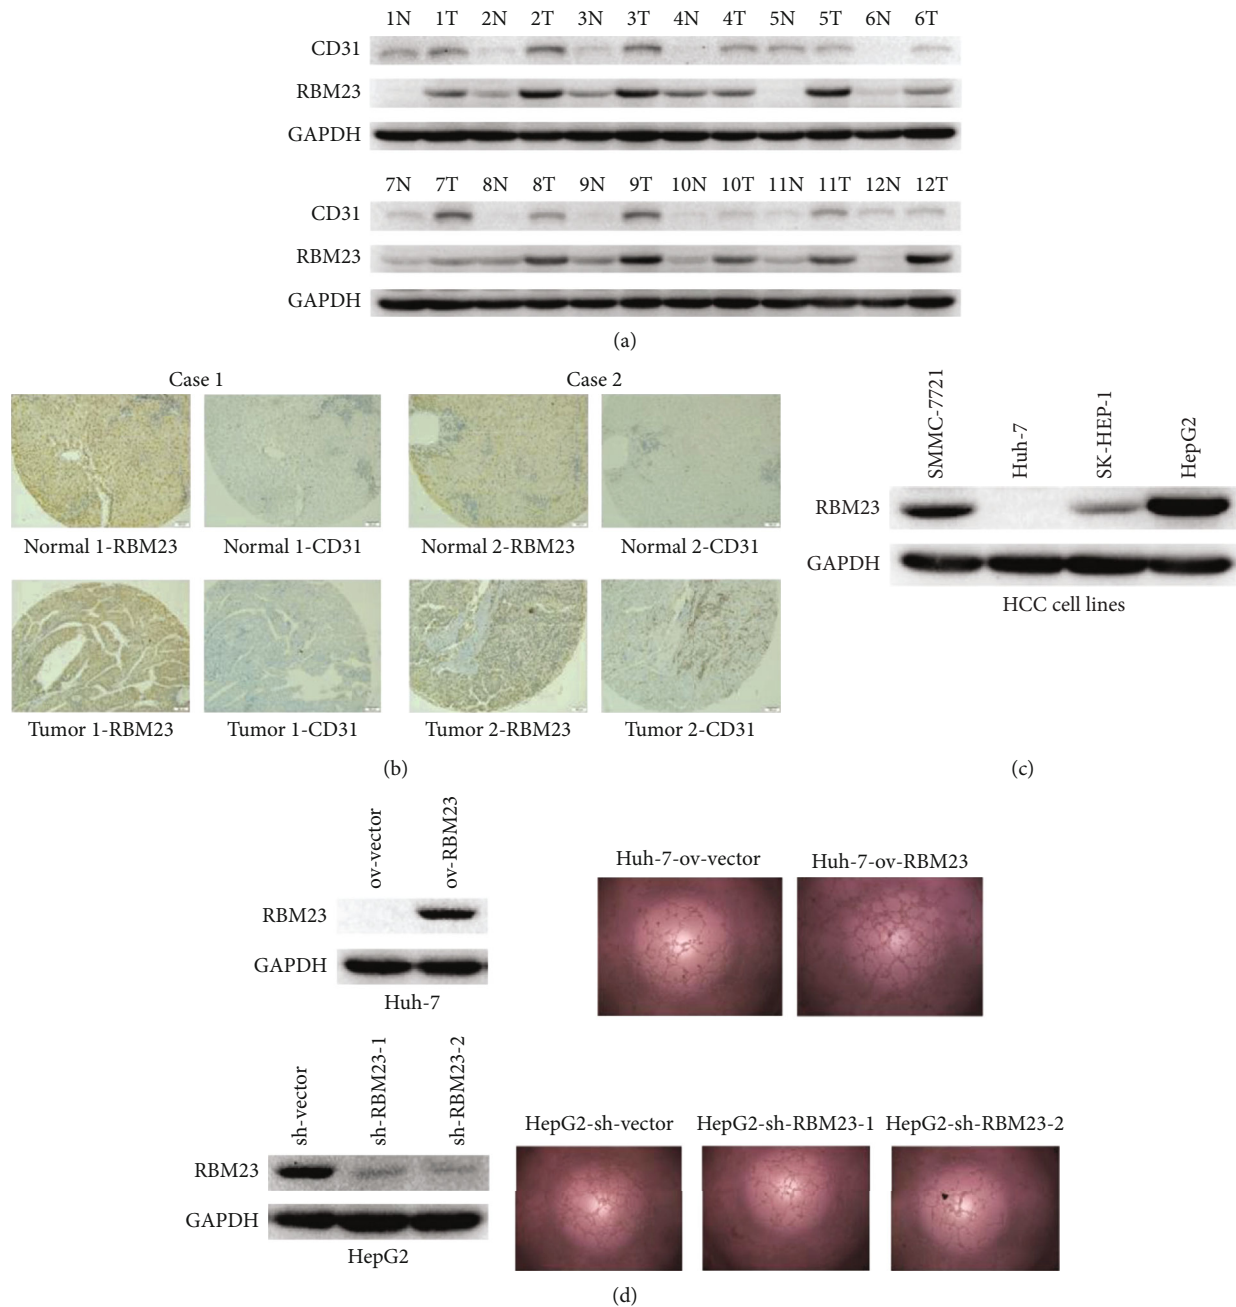 1N 1T 2N 2T 3N 3T 4N 4T 5N 5T 6N 6T
CD31
RBM23
GAPDH
7N 7T 8N 8T 9N 9T 10N 10T 11N 11T 12N 12T
CD31
RBM23
GAPDH
(a)
Case 1 Case 2
Normal 1-RBM23 Normal 1-CD31 Normal 2-RBM23 Normal 2-CD31
Tumor 1-RBM23 Tumor 1-CD31 Tumor 2-RBM23 Tumor 2-CD31
(b)
SMMC-7721 Huh-7 SK-HEP-1 HepG2
RBM23
GAPDH
HCC cell lines
(c)
ov-vector ov-RBM23
RBM23
GAPDH
Huh-7
Huh-7-ov-vector Huh-7-ov-RBM23
sh-vector sh-RBM23-1 sh-RBM23-2
RBM23
GAPDH
HepG2
HepG2-sh-vector HepG2-sh-RBM23-1 HepG2-sh-RBM23-2
(d)